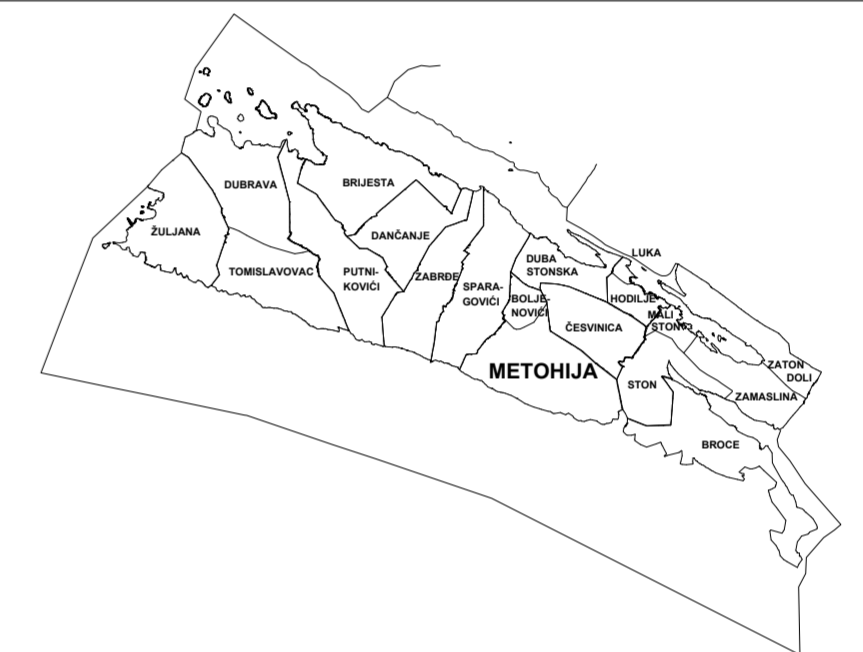 DUBRAVA
BRIJESTA
ŽULJANA
DANČANJE
LUKA
DUBA
STONSKA
TOMISLAVOVAC
PUTNI-
KOVIĆI
ZABRĐE
SPARA-
GOVIĆI
BOLJE-
NOVIĆI
HODILJE
MALI
STON
ČESVINICA
METOHIJA
STON
ZATON
DOLI
ZAMASLINA
BROCE